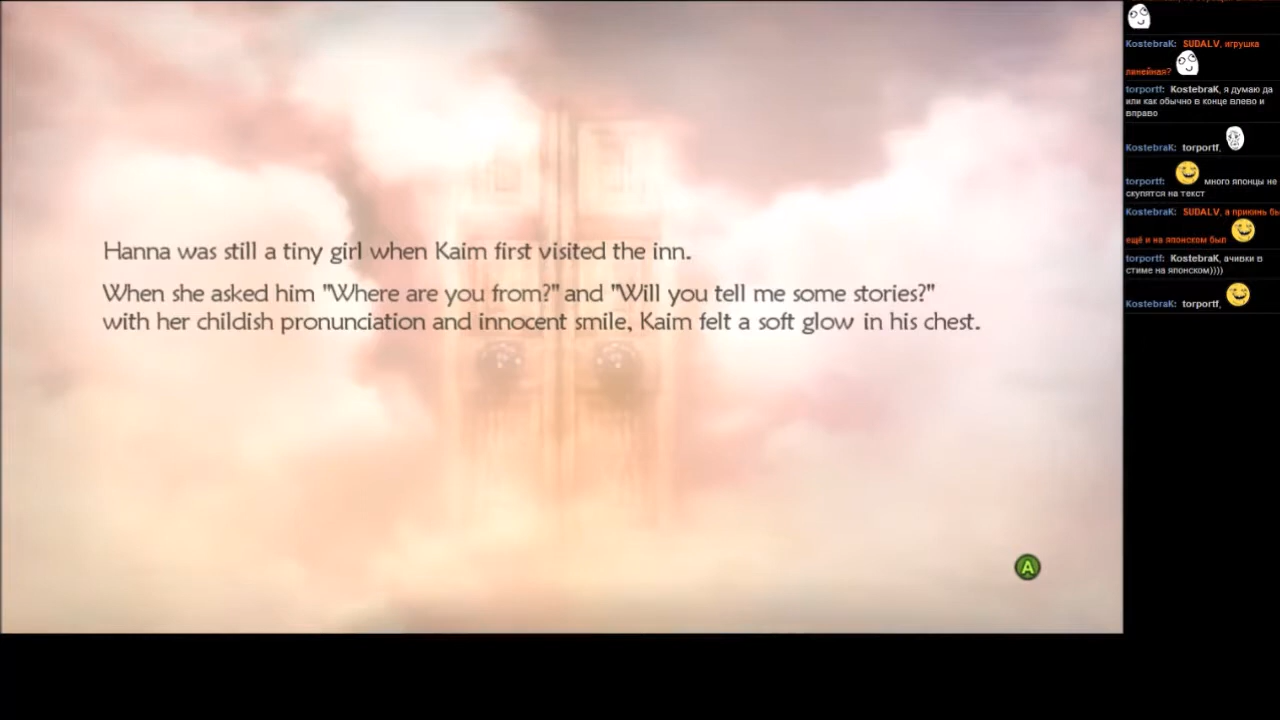 Hanna was still a tiny girl when Kaim first visited the inn.
When she asked him "Where are you from?" and "Will you tell me some stories?"
with her childish pronunciation and innocent smile, Kaim felt a soft glow in his chest.
A
KostebraK: SUDALV, игрушка
линейная?
torportf: KostebraK, я думаю да
или как обычно в конце влево и
вправо
KostebraK: torportf,
torportf: много японцы не
скупятся на текст
KostebraK: SUDALV, а прикинь бы
ещё и на японском был
torportf: KostebraK, ачивки в
стиме на японском))))
KostebraK: torportf,